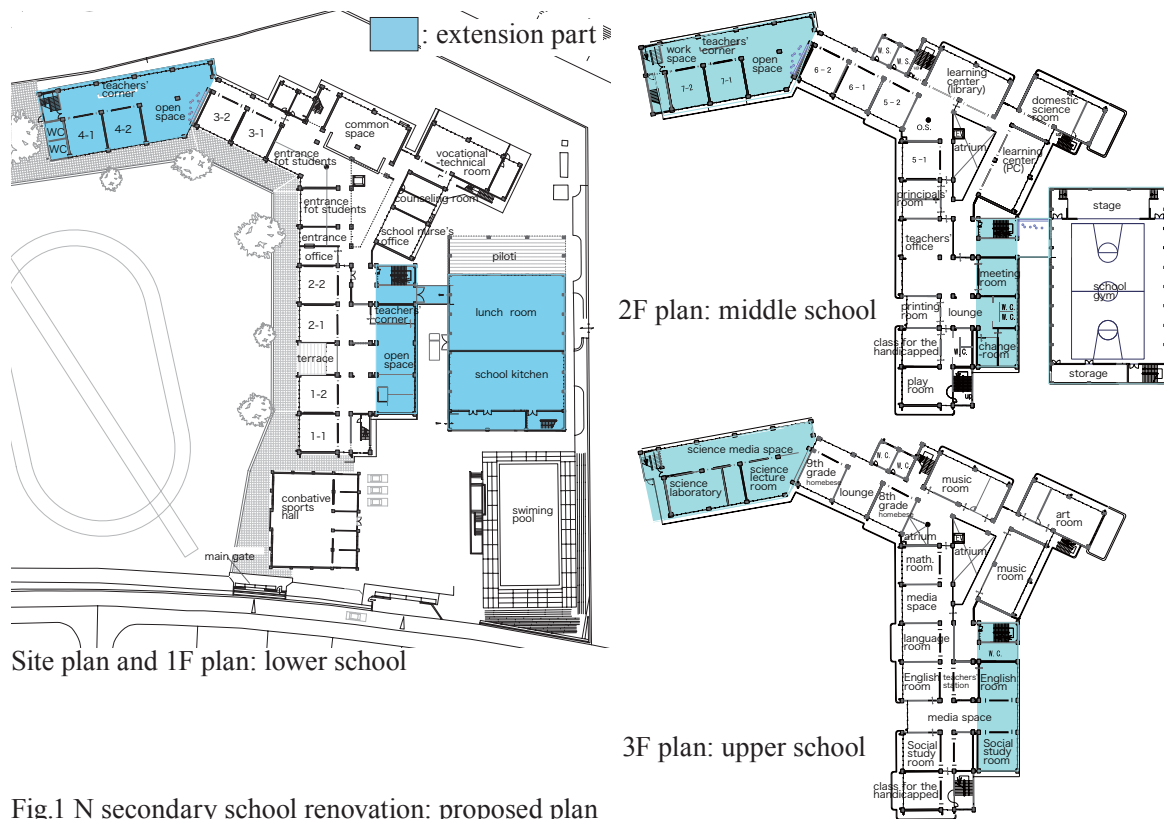 : extension part
teachers'
corner
open
space
WC
WC
4-1
4-2
3-2
3-1
common
space
entrance
fot students
vocational
-technical
room
counseling room
entrance
fot students
school nurse's
office
entrance
office
piloti
2-2
teachers'
corner
lunch room
2-1
terrace
open
space
school kitchen
1-2
1-1
conbative
sports
hall
swiming
pool
main gate
Site plan and 1F plan: lower school
work
space
teachers'
corner
open
space
7-2
7-1
6-2
6-1
5-2
W.S.
W.S.
learning
center
(library)
domestic
science
room
o.s.
atrium
learning
center
(PC)
5-1
principals'
room
teachers'
office
stage
meeting
room
school
gym
printing
room
lounge
W.C.
W.C.
class for the
handicapped
W.C.
change
-room
play
room
up
storage
2F plan: middle school
science media space
science
laboratory
science
lecture
room
9th
grade
homebese
lounge
8th
grade
homebese
W.C.
W.C.
music
room
art
room
atrium
atrium
music
room
math.
room
media
space
language
room
W.C.
English
room
teachers'
station
English
room
media space
Social
study
room
Social
study
room
class for the
handicapped
3F plan: upper school
Fig.1 N secondary school renovation: proposed plan